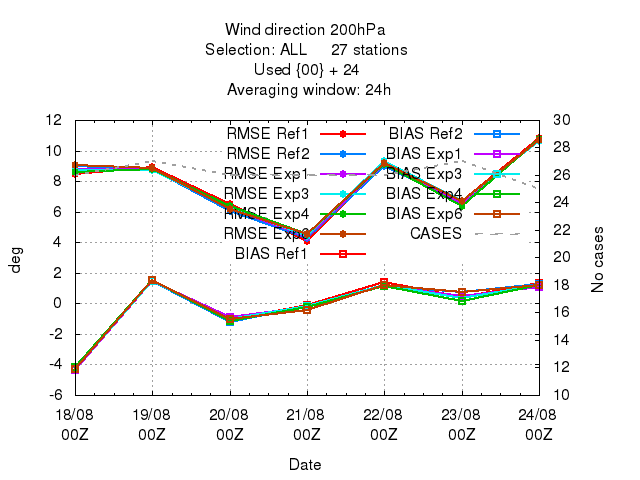 Wind direction 200hPa
Selection: ALL 27 stations
Used {00} + 24
Averaging window: 24h
12 30
RMSE Ref1 BIAS Ref2
10 28
RMSE Ref2 BIAS Exp1
8 26
RMSE Exp1 BIAS Exp3
6 24
RMSE Exp3 BIAS Exp4
4 22
RMSE Exp4 BIAS Exp6
2 20
RMSE Exp6 CASES
0 18
BIAS Ref1
-2 16
-4 14
-6 12
10
deg
No cases
18/08 19/08 20/08 21/08 22/08 23/08 24/08
00Z 00Z 00Z 00Z 00Z 00Z 00Z
Date